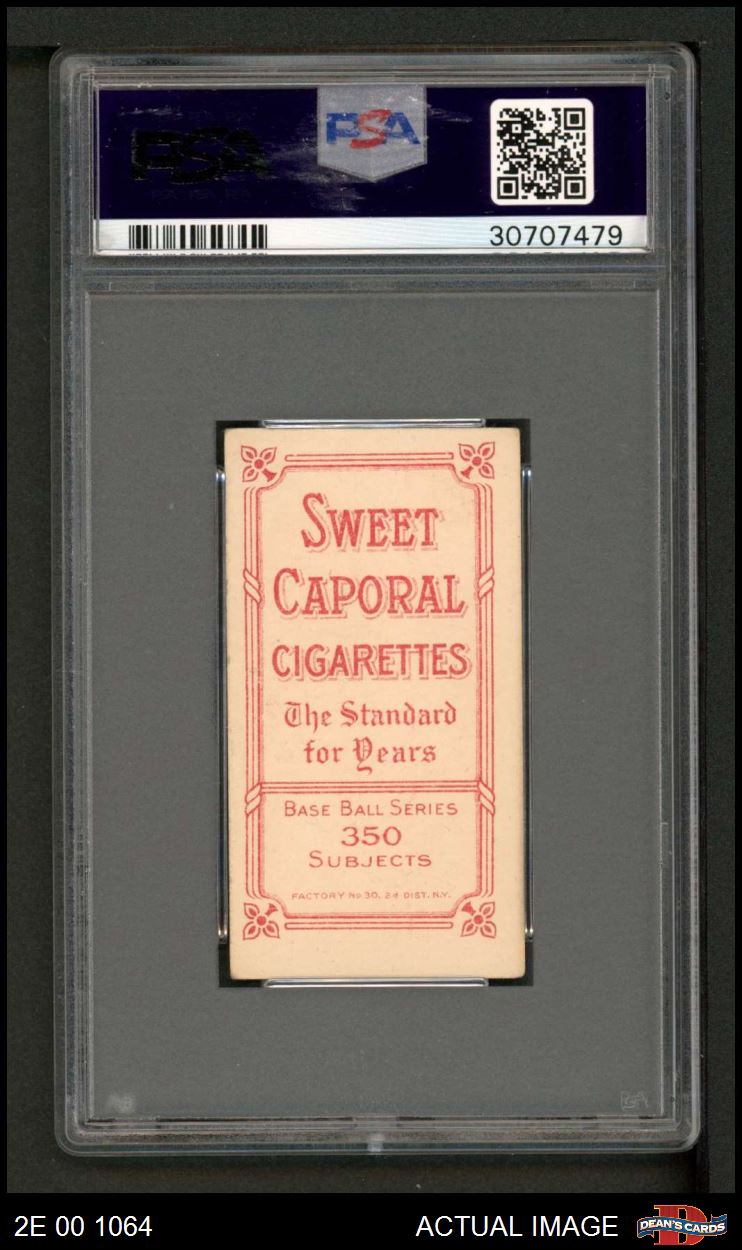 PSA
PSA
30707479
SWEET
CAPORAL
CIGARETTES
The Standard
for Years
BASE BALL SERIES
350
SUBJECTS
FACTORY No 30, 2d DIST. N.Y.
2E 00 1064
ACTUAL IMAGE
DEAN'S CARDS